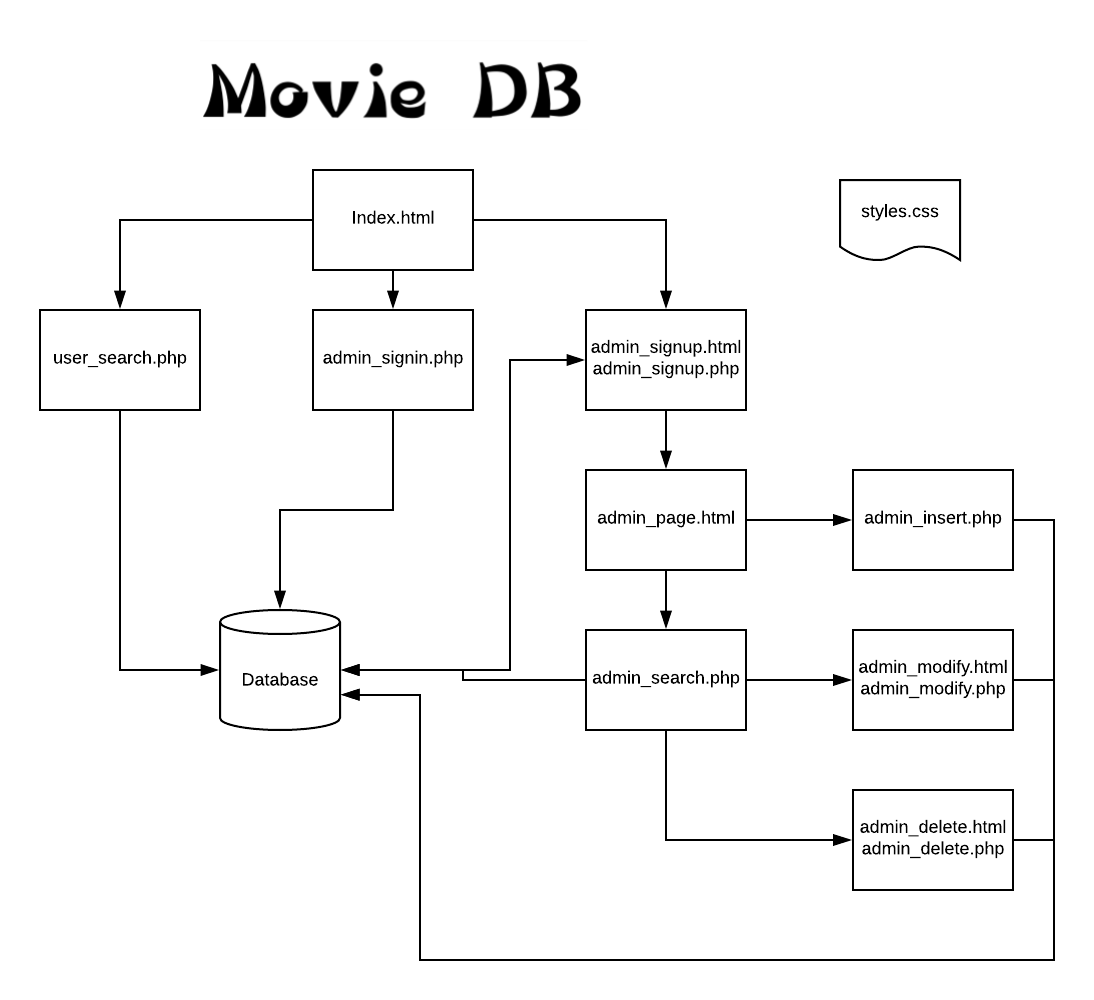 Movie DB
Index.html
styles.css
user_search.php
admin_signin.php
admin_signup.html
admin_signup.php
admin_page.html
admin_insert.php
Database
admin_search.php
admin_modify.html
admin_modify.php
admin_delete.html
admin_delete.php